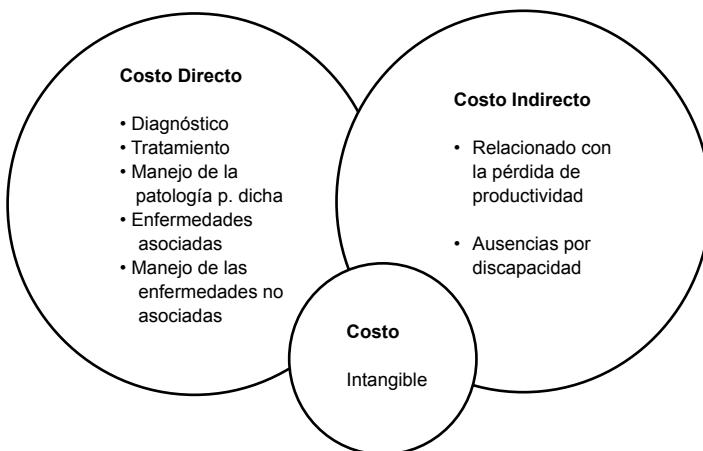 Costo Directo
• Diagnóstico
• Tratamiento
• Manejo de la
patología p. dicha
• Enfermedades
asociadas
• Manejo de las
enfermedades no
asociadas
Costo Indirecto
• Relacionado con
la pérdida de
productividad
• Ausencias por
discapacidad
Costo
Intangible